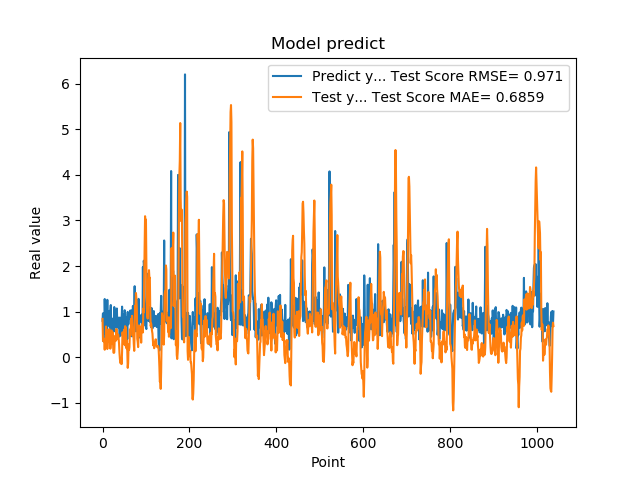 Model predict
Predict y... Test Score RMSE= 0.971
Test y... Test Score MAE= 0.6859
6
5
4
3
2
1
0
−1
Real value
0 200 400 600 800 1000
Point